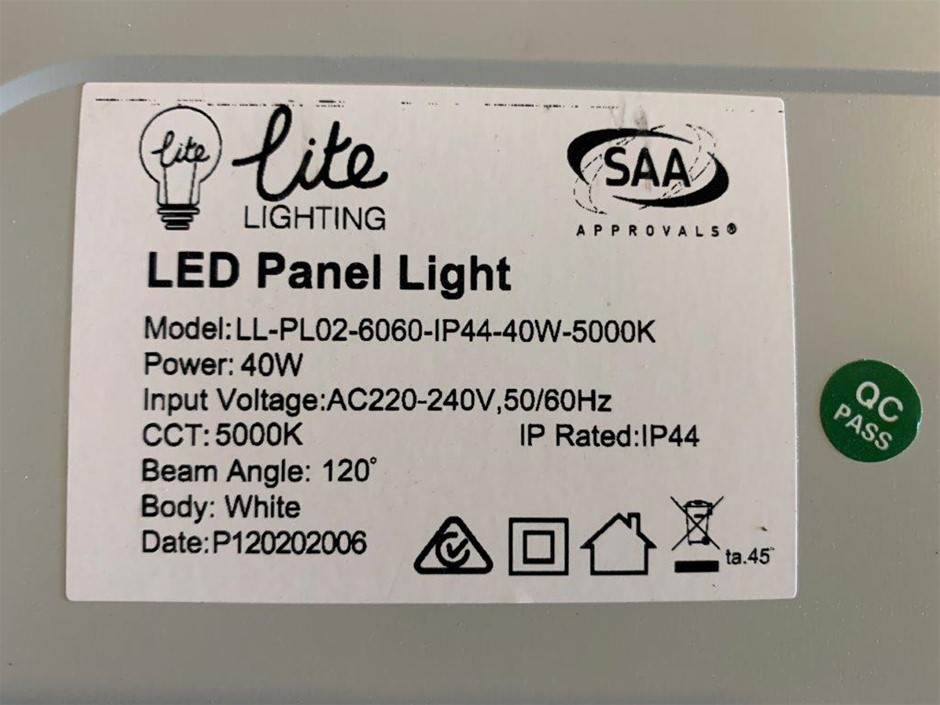 lite
lite
LIGHTING
SAA
APPROVALS®
LED Panel Light
Model:LL-PL02-6060-IP44-40W-5000K
Power: 40W
Input Voltage:AC220-240V,50/60Hz
CCT: 5000K IP Rated:IP44
Beam Angle: 120°
Body: White
Date:P120202006
ta.45°
QC
PASS